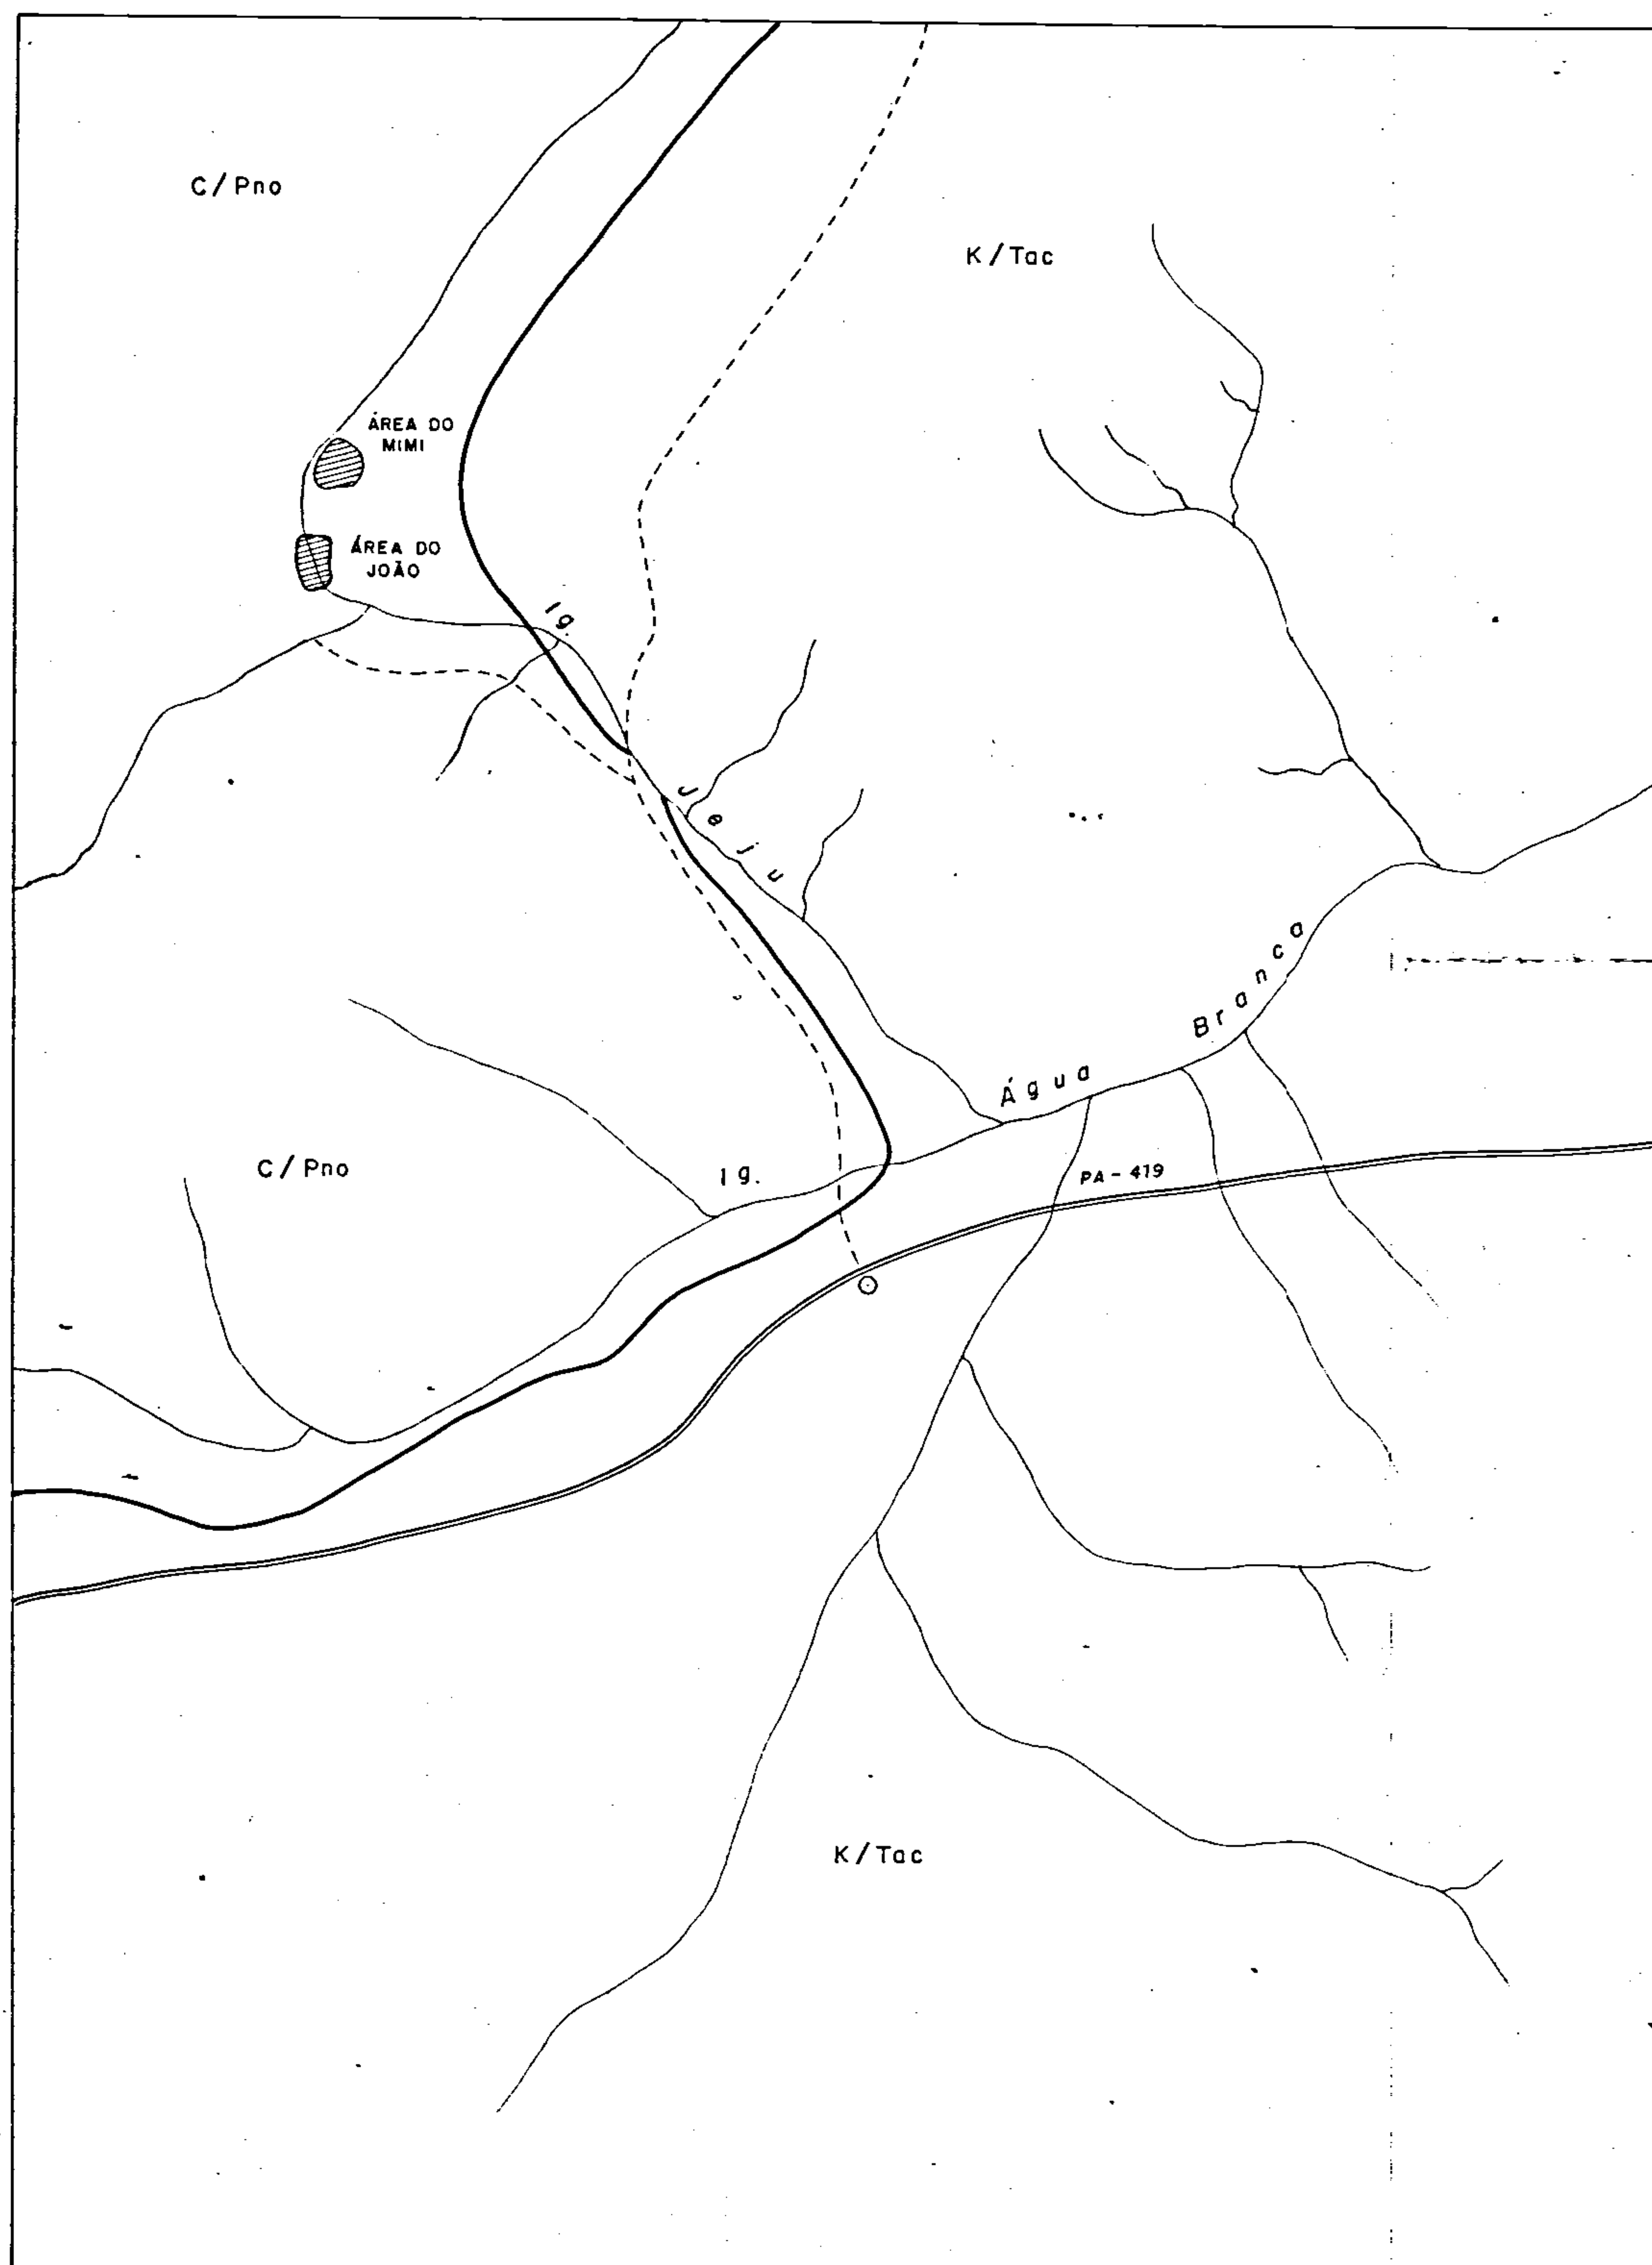 C/Pno
K/Tac
ÁREA DO
MIMI
ÁREA DO
JOÃO
Ig.
Jeju
Branca
Água
C/Pno
Ig.
PA-419
K/Tac